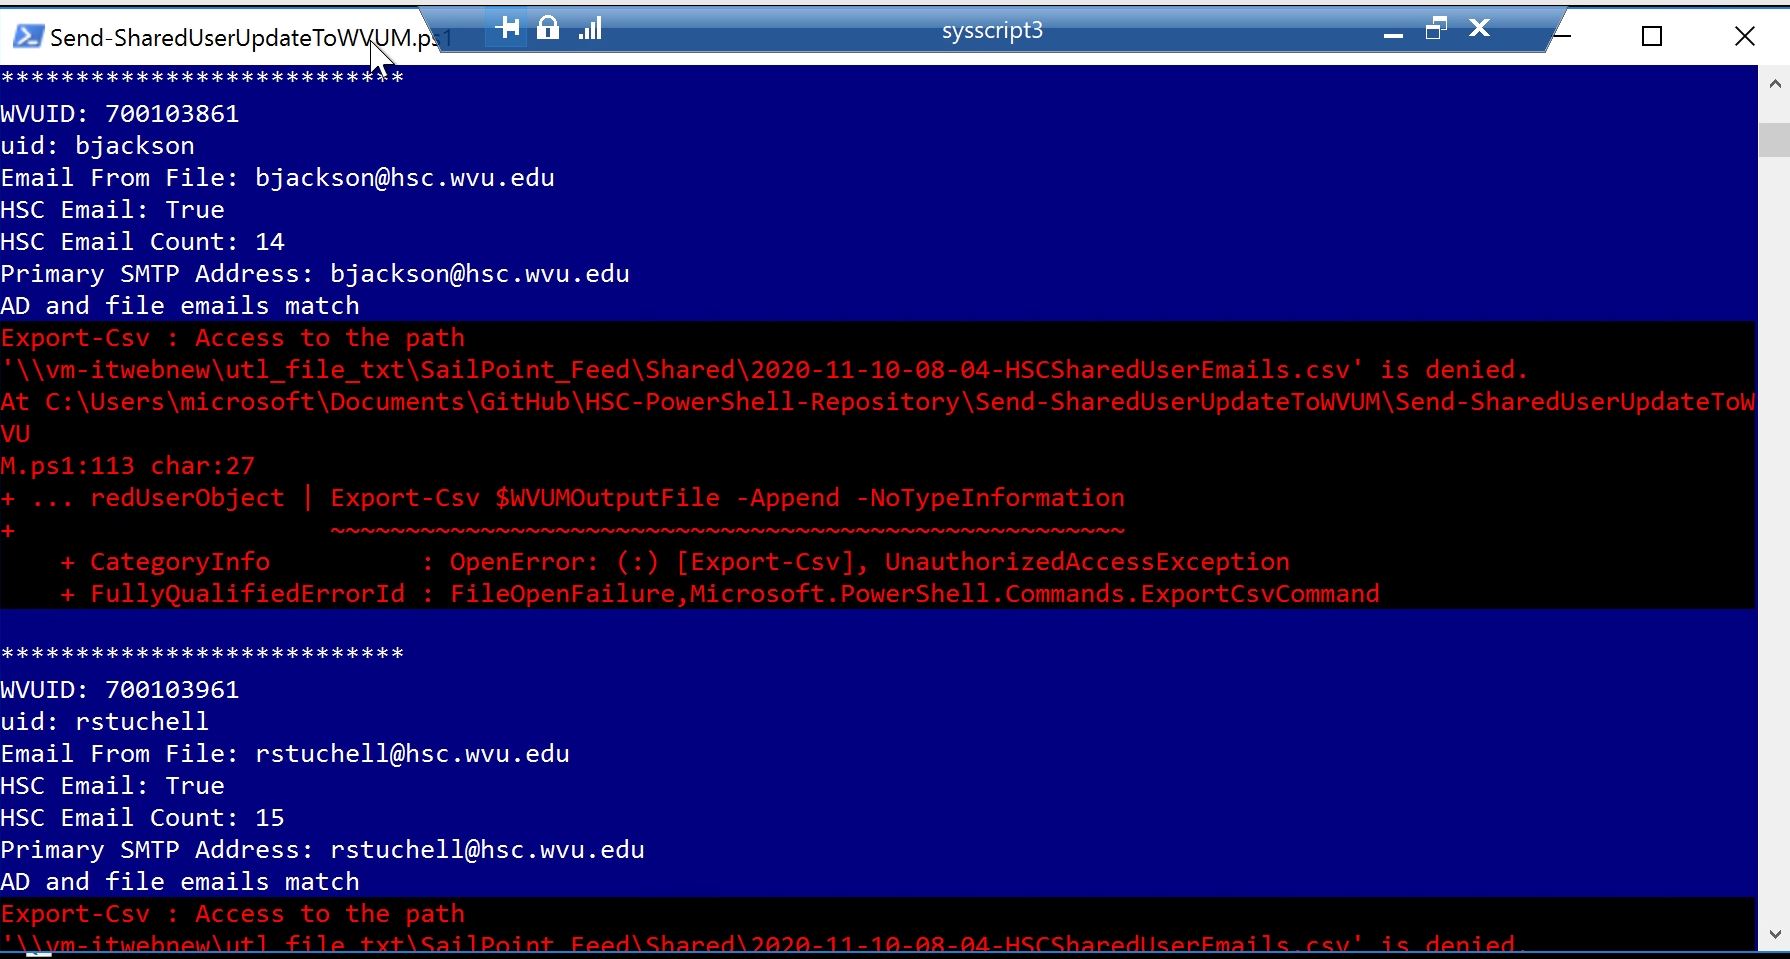 Send-SharedUserUpdateToWVUM.ps1
sysscript3
***************************
WVUID: 700103861
uid: bjackson
Email From File: bjackson@hsc.wvu.edu
HSC Email: True
HSC Email Count: 14
Primary SMTP Address: bjackson@hsc.wvu.edu
AD and file emails match
Export-Csv : Access to the path
'\\vm-itwebnew\utl_file_txt\SailPoint_Feed\Shared\2020-11-10-08-04-HSCSharedUserEmails.csv' is denied.
At C:\Users\microsoft\Documents\GitHub\HSC-PowerShell-Repository\Send-SharedUserUpdateToWVUM\Send-SharedUserUpdateToW
VU
M.ps1:113 char:27
+ ... redUserObject | Export-Csv $WVUMOutputFile -Append -NoTypeInformation
+                     ~~~~~~~~~~~~~~~~~~~~~~~~~~~~~~~~~~~~~~~~~~~~~~~~~~~~~
    + CategoryInfo          : OpenError: (:) [Export-Csv], UnauthorizedAccessException
    + FullyQualifiedErrorId : FileOpenFailure,Microsoft.PowerShell.Commands.ExportCsvCommand
***************************
WVUID: 700103961
uid: rstuchell
Email From File: rstuchell@hsc.wvu.edu
HSC Email: True
HSC Email Count: 15
Primary SMTP Address: rstuchell@hsc.wvu.edu
AD and file emails match
Export-Csv : Access to the path
'\\vm-itwebnew\utl_file_txt\SailPoint_Feed\Shared\2020-11-10-08-04-HSCSharedUserEmails.csv' is denied.